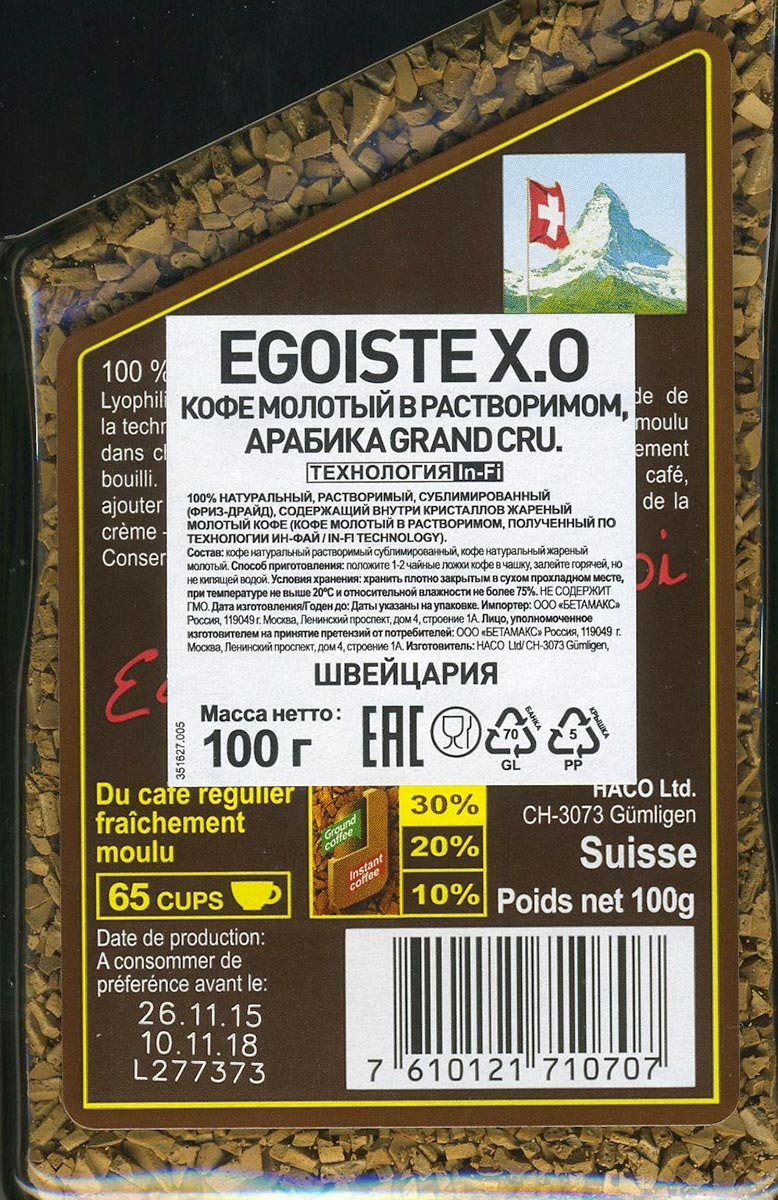 EGOISTE X.O
КОФЕ МОЛОТЫЙ В РАСТВОРИМОМ,
АРАБИКА GRAND CRU.
ТЕХНОЛОГИЯ In-Fi
100% НАТУРАЛЬНЫЙ, РАСТВОРИМЫЙ, СУБЛИМИРОВАННЫЙ
(ФРИЗ-ДРАЙД), СОДЕРЖАЩИЙ ВНУТРИ КРИСТАЛЛОВ ЖАРЕНЫЙ
МОЛОТЫЙ КОФЕ (КОФЕ МОЛОТЫЙ В РАСТВОРИМОМ, ПОЛУЧЕННЫЙ ПО
ТЕХНОЛОГИИ ИН-ФАЙ / IN-FI TECHNOLOGY).
Состав: кофе натуральный растворимый сублимированный, кофе натуральный жареный
молотый. Способ приготовления: положите 1-2 чайные ложки кофе в чашку, залейте горячей, но
не кипящей водой. Условия хранения: хранить плотно закрытым в сухом прохладном месте,
при температуре не выше 20°С и относительной влажности не более 75%. НЕ СОДЕРЖИТ
ГМО. Дата изготовления/Годен до: Даты указаны на упаковке. Импортер: ООО «БЕТАМАКС»
Россия, 119049 г. Москва, Ленинский проспект, дом 4, строение 1А. Лицо, уполномоченное
изготовителем на принятие претензий от потребителей: ООО «БЕТАМАКС» Россия, 119049 г.
Москва, Ленинский проспект, дом 4, строение 1А. Изготовитель: HACO Ltd/ CH-3073 Gümligen,
ШВЕЙЦАРИЯ
Масса нетто:
100 г
351627.005
EAC
70
GL
БАНКА
5
PP
КРЫШКА
100 %
Lyophili
la techn
dans
bouilli.
ajouter
crème -
Conser
de de
moulu
ement
café,
de la
oi
Du café régulier
fraîchement
moulu
65 CUPS
Ground
coffee
Instant
coffee
30%
20%
10%
HACO Ltd.
CH-3073 Gümligen
Suisse
Poids net 100g
Date de production:
A consommer de
préférénce avant le:
26.11.15
10.11.18
L277373
7 610121 710707